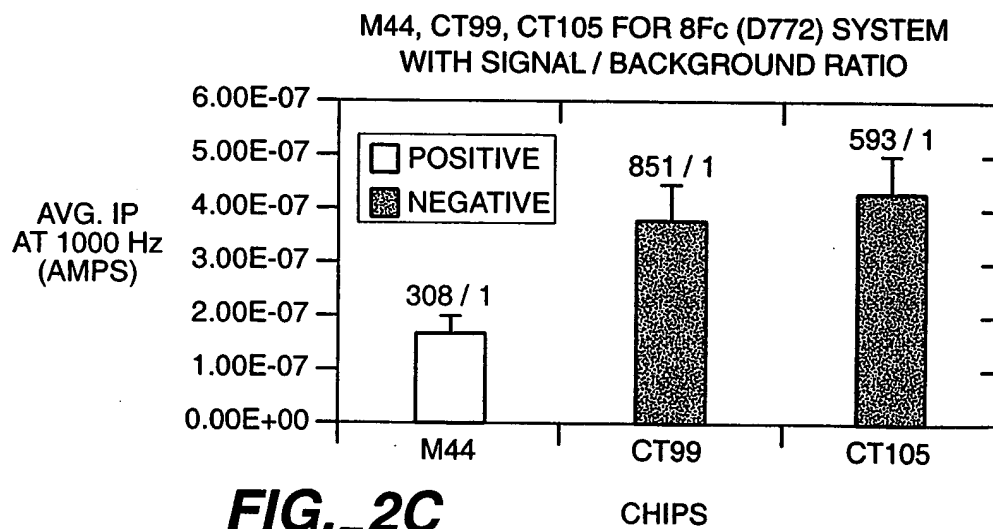 M44, CT99, CT105 FOR 8Fc (D772) SYSTEM
WITH SIGNAL / BACKGROUND RATIO
6.00E-07
5.00E-07
4.00E-07
3.00E-07
2.00E-07
1.00E-07
0.00E+00
AVG. IP
AT 1000 Hz
(AMPS)
POSITIVE
NEGATIVE
308 / 1
851 / 1
593 / 1
M44
CT99
CT105
CHIPS
FIG._2C